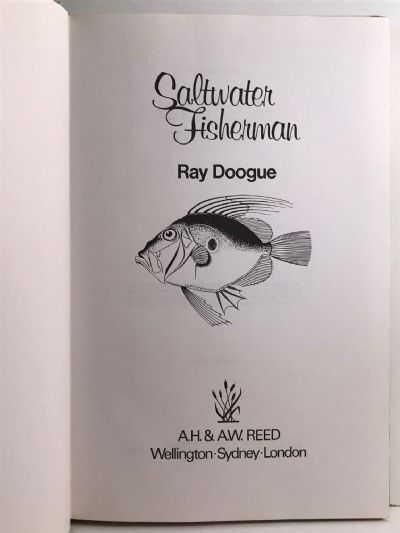 Saltwater
Fisherman
Ray Doogue
A.H. & A.W. REED
Wellington·Sydney·London